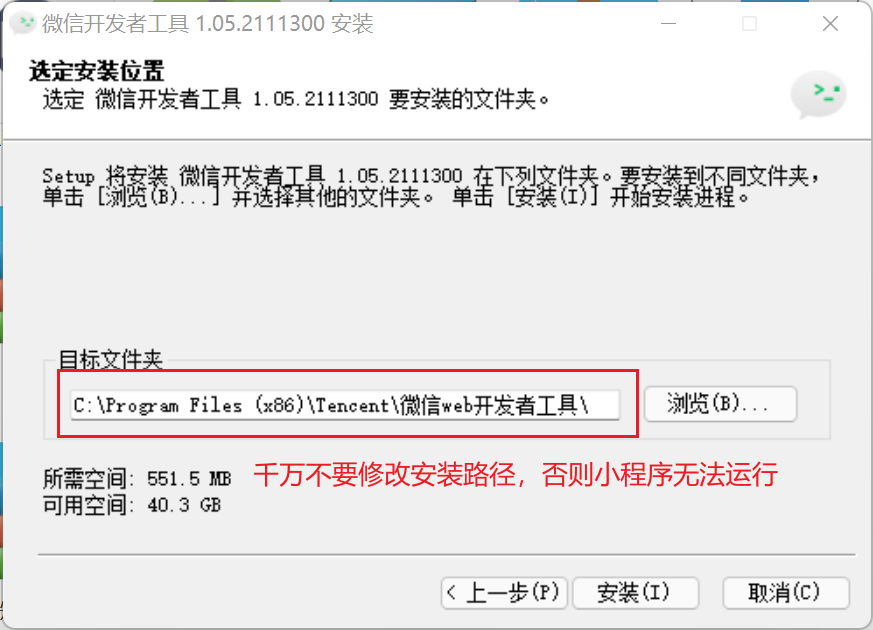 微信开发者工具 1.05.2111300 安装
选定安装位置
选定 微信开发者工具 1.05.2111300 要安装的文件夹。
Setup 将安装 微信开发者工具 1.05.2111300 在下列文件夹。要安装到不同文件夹，
单击 [浏览(B)...] 并选择其他的文件夹。 单击 [安装(I)] 开始安装进程。
目标文件夹
C:\Program Files (x86)\Tencent\微信web开发者工具\
浏览(B)...
所需空间: 551.5 MB
千万不要修改安装路径，否则小程序无法运行
可用空间: 40.3 GB
< 上一步(P)
安装(I)
取消(C)